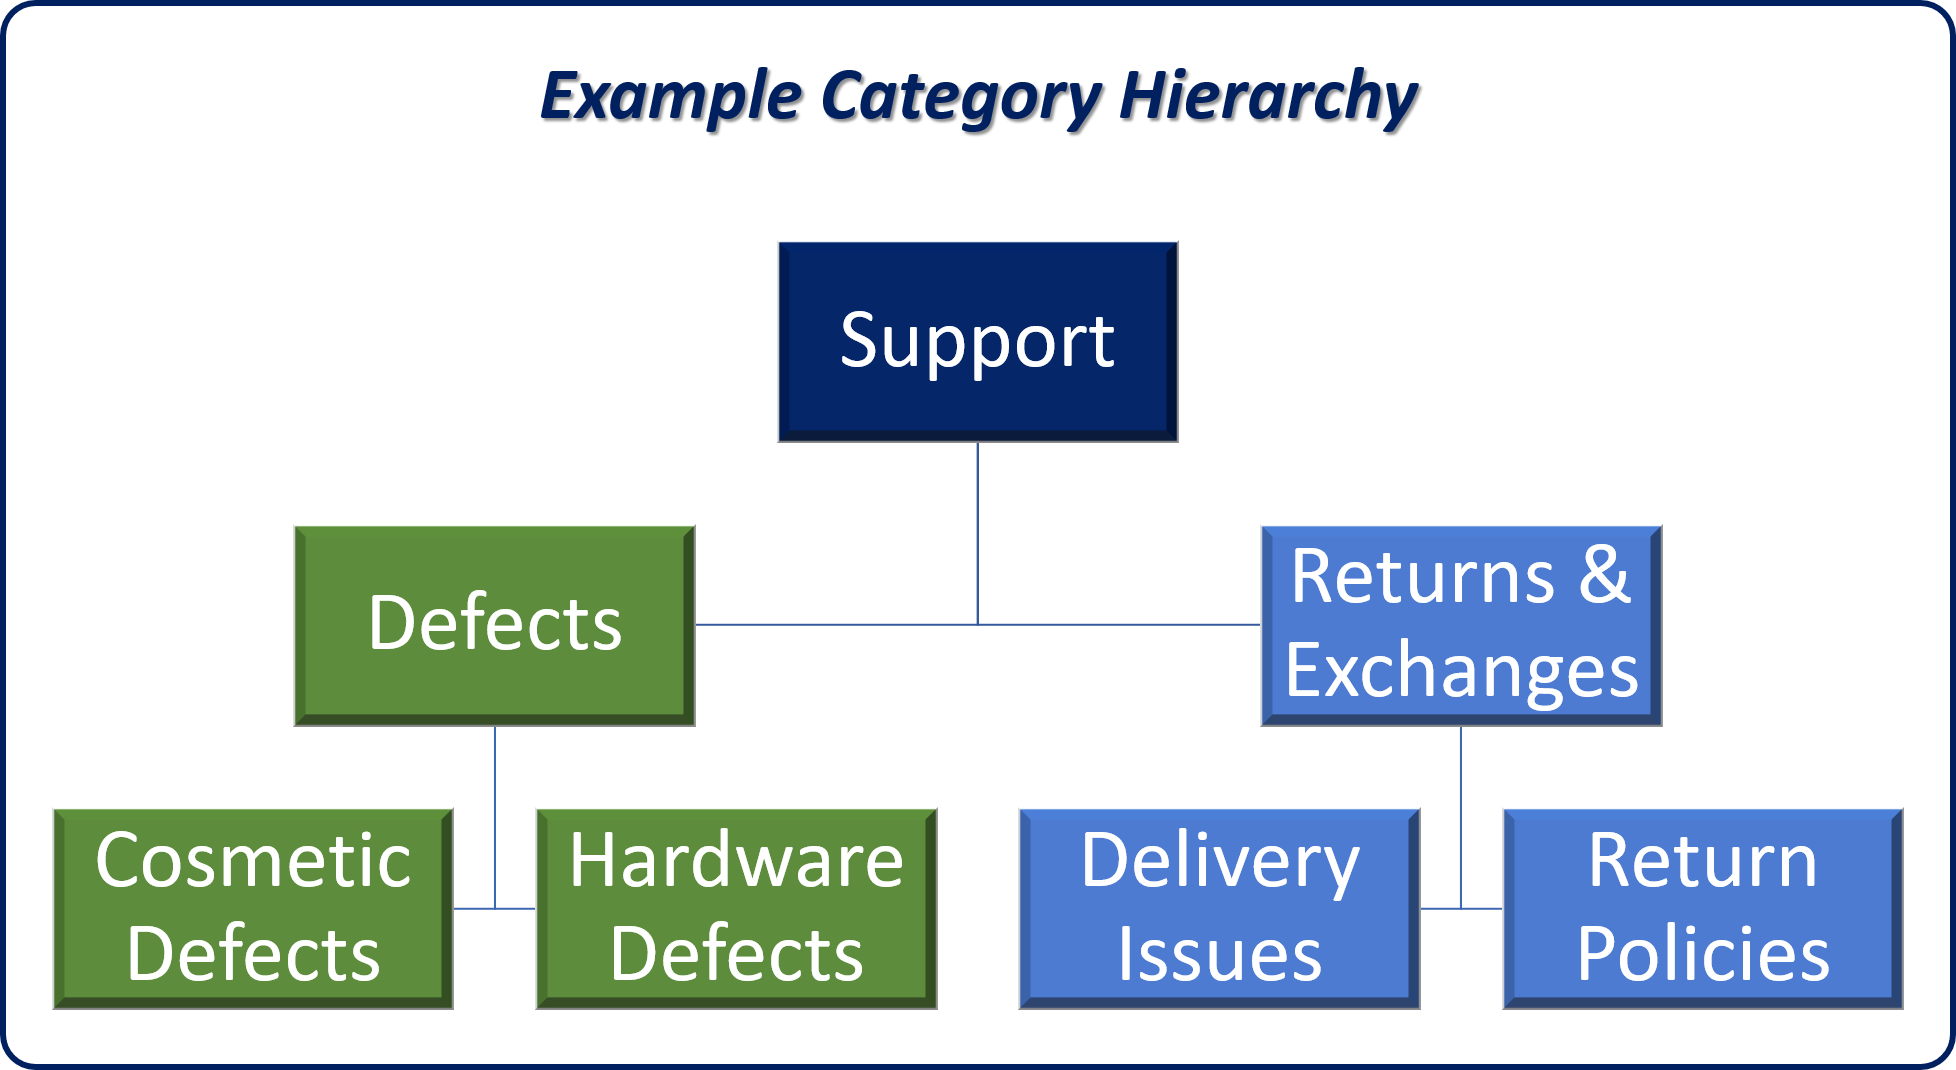 Example Category Hierarchy
Support
Defects
Returns &
Exchanges
Cosmetic
Defects
Hardware
Defects
Delivery
Issues
Return
Policies